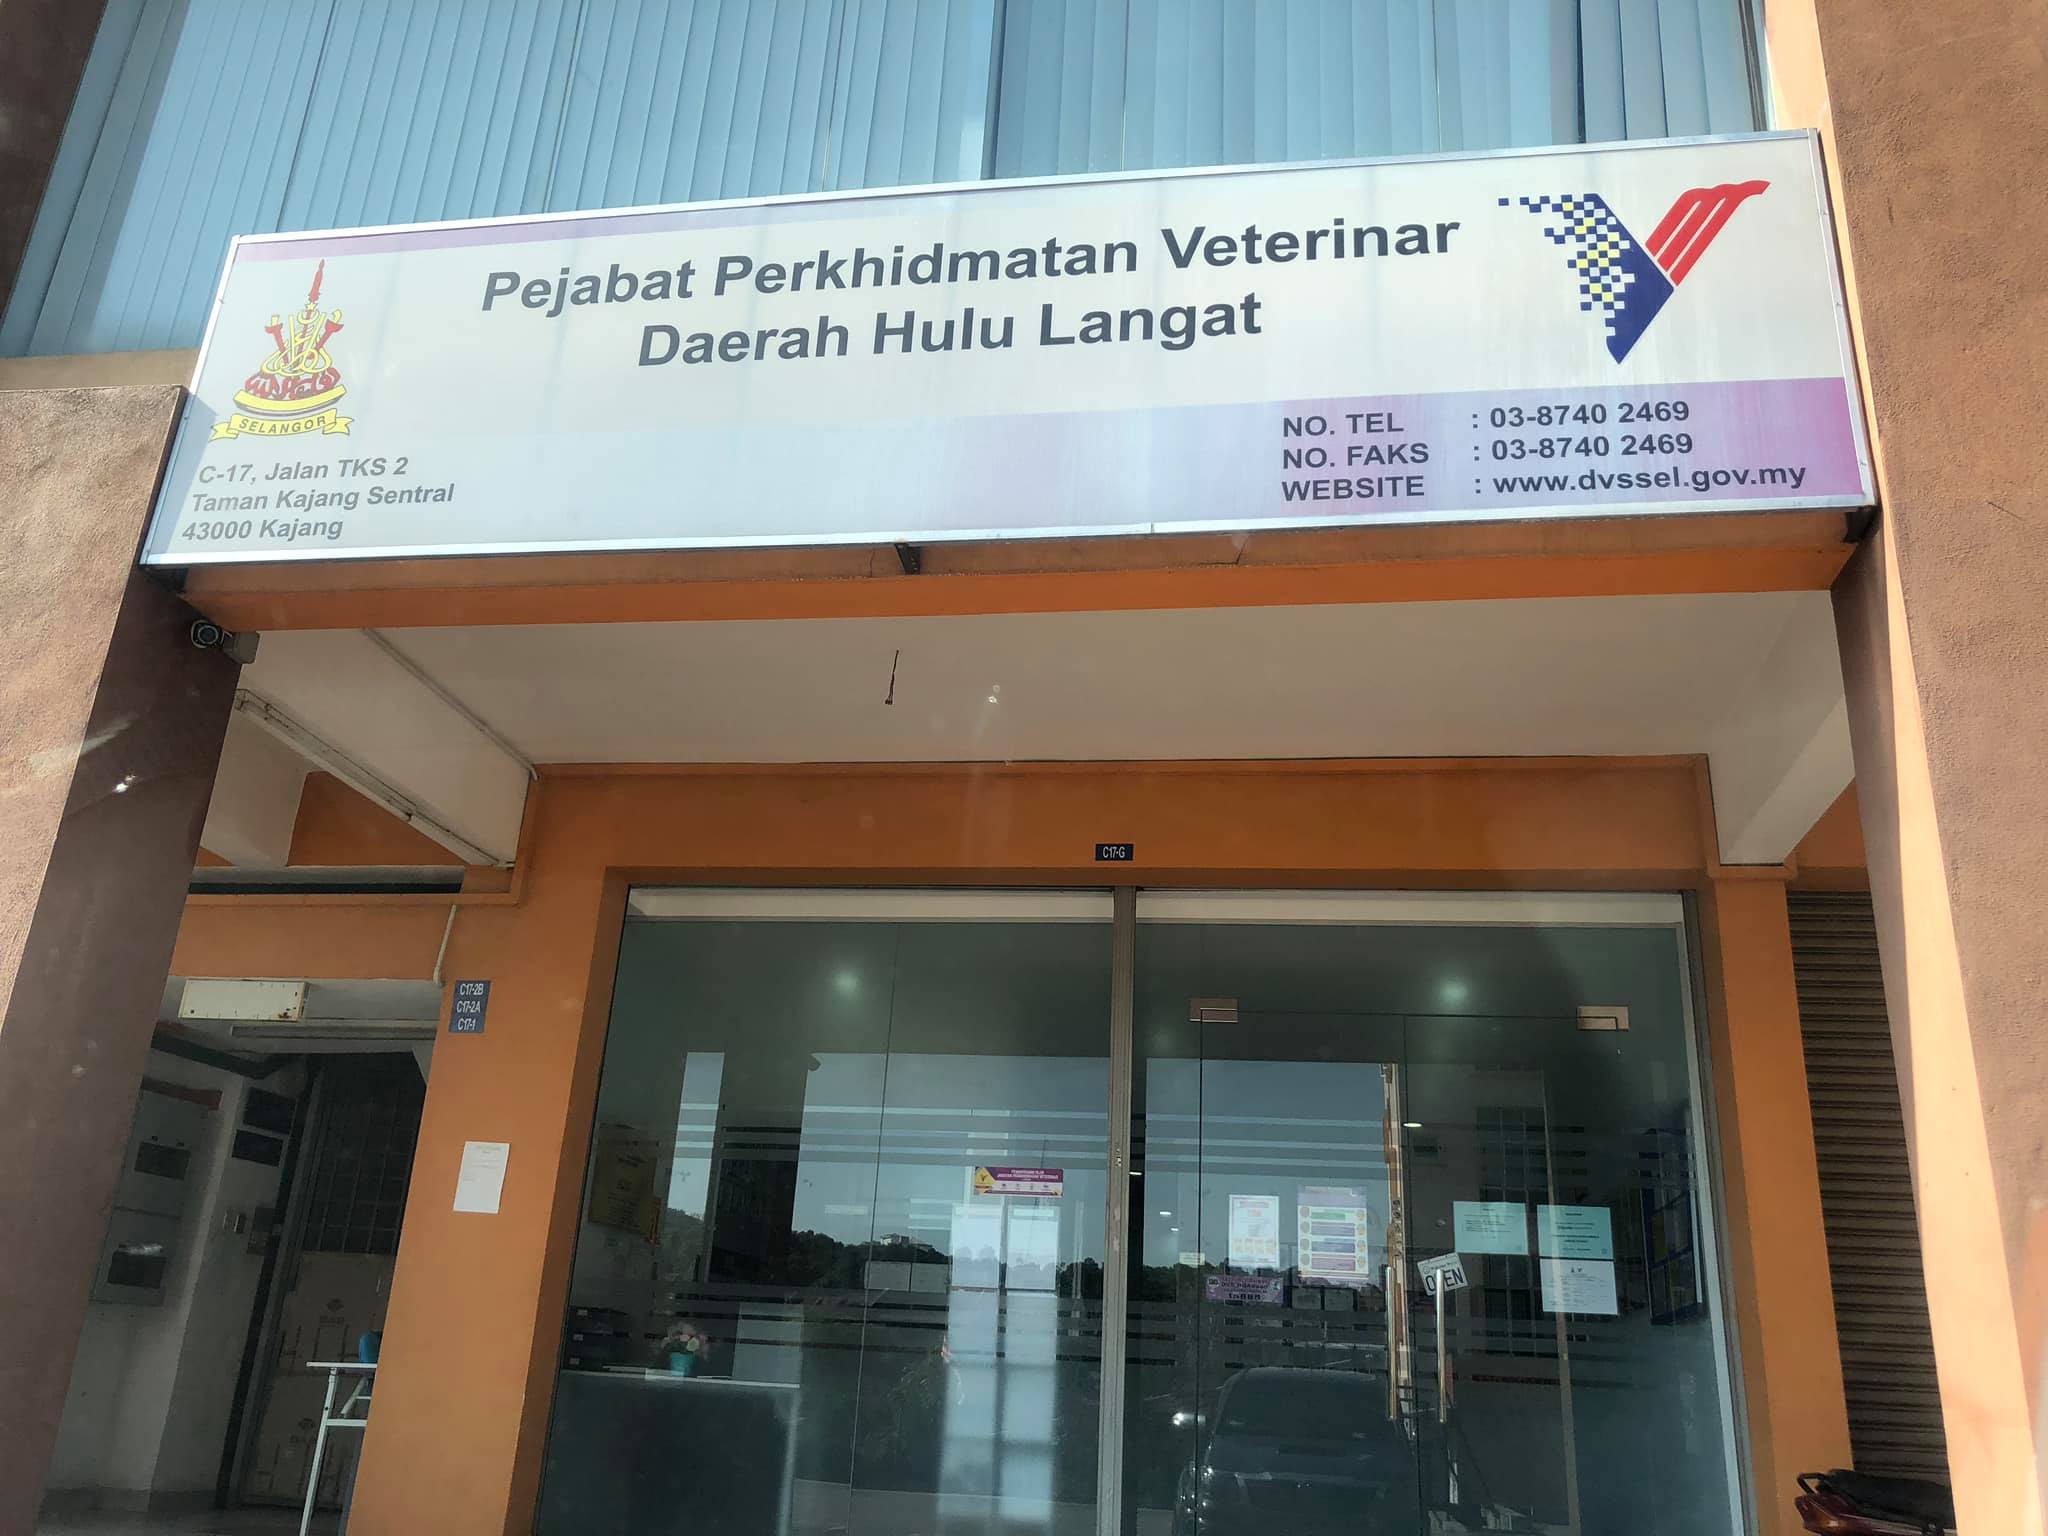 Pejabat Perkhidmatan Veterinar
Daerah Hulu Langat
SELANGOR
C-17, Jalan TKS 2
Taman Kajang Sentral
43000 Kajang
NO. TEL : 03-8740 2469
NO. FAKS : 03-8740 2469
WEBSITE : www.dvssel.gov.my
C17-G
C17-2B
C17-2A
C17-1
OPEN